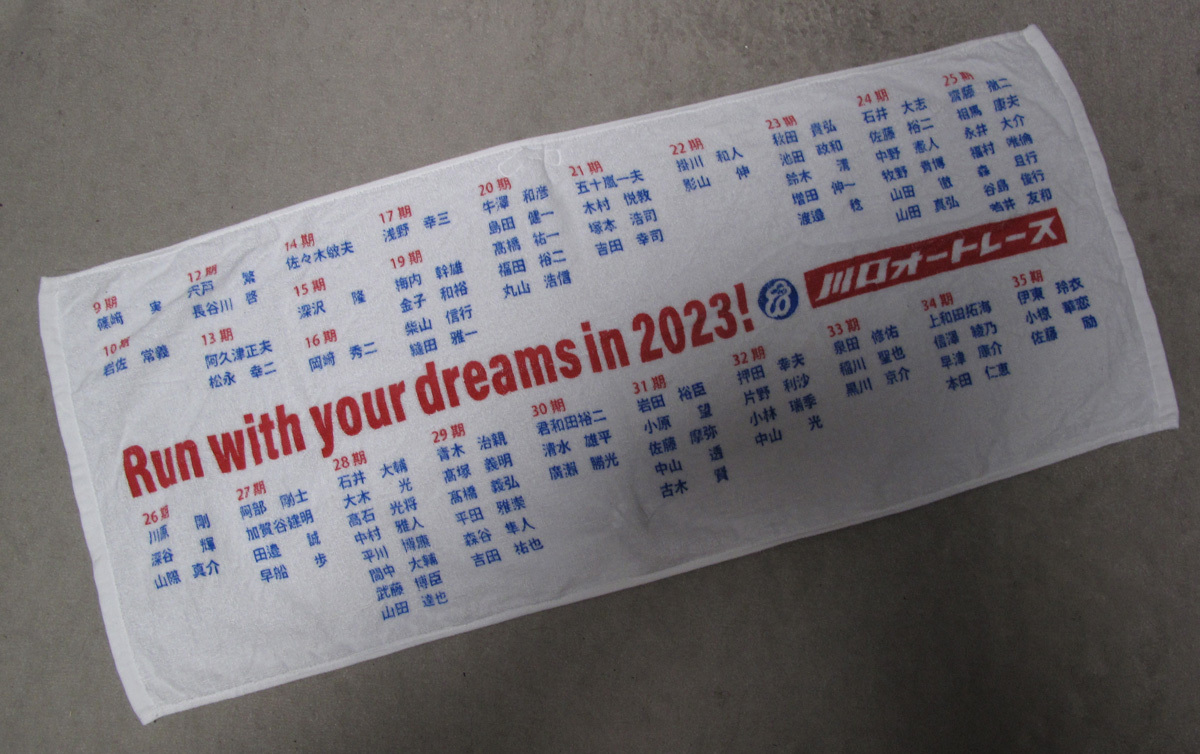 9期
篠﨑 実
10期
岩佐 常義
12期
宍戸 繁
長谷川 啓
13期
阿久津正夫
松永 幸二
14期
佐々木敏夫
15期
深沢 隆
16期
岡﨑 秀二
17期
浅野 幸三
19期
梅内 幹雄
金子 和裕
柴山 信行
縫田 雅一
20期
牛澤 和彦
島田 健一
髙橋 祐一
福田 裕二
丸山 浩信
21期
五十嵐一夫
木村 悦教
塚本 浩司
吉田 幸司
22期
掛川 和人
影山 伸
23期
秋田 貴弘
池田 政和
鈴木 清
増田 伸一
渡邉 稔
24期
石井 大志
佐藤 裕二
中野 憲人
牧野 貴博
山田 徹
山田 真弘
25期
齋藤 撤二
相馬 康夫
永井 大介
福村 唯倫
森 且行
谷島 俊行
若井 友和
Run with your dreams in 2023!
川口オートレース
26期
川原 剛
深谷 輝
山際 真介
27期
阿部 剛士
加賀谷建明
田邉 誠
早船 歩
28期
石井 大輔
大木 光
高石 光将
中村 雅人
平川 博康
間中 大輔
武藤 博臣
山田 達也
29期
青木 治親
高塚 義明
髙橋 義弘
平田 雅崇
森谷 隼人
吉田 祐也
30期
君和田裕二
清水 雄平
廣瀬 勝光
31期
岩田 裕臣
小原 望
佐藤 摩弥
中山 透
古木 賢
32期
押田 幸夫
片野 利沙
小林 瑞季
中山 光
33期
泉田 修佑
稲川 聖也
黒川 京介
34期
上和田拓海
信澤 綾乃
早津 康介
本田 仁恵
35期
伊東 玲衣
小椋 華恋
佐藤 励